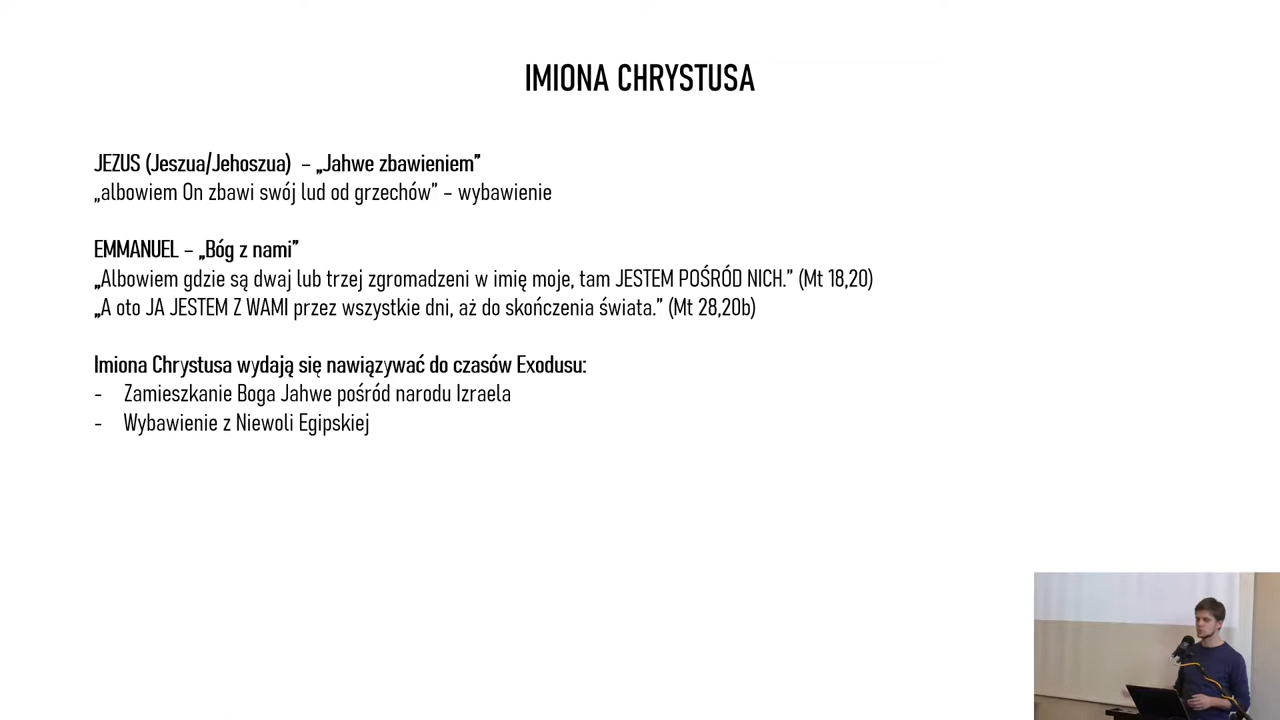 IMIONA CHRYSTUSA
JEZUS (Jeszua/Jehoszua) – „Jahwe zbawieniem”
„albowiem On zbawi swój lud od grzechów” – wybawienie
EMMANUEL – „Bóg z nami”
„Albowiem gdzie są dwaj lub trzej zgromadzeni w imię moje, tam JESTEM POŚRÓD NICH.” (Mt 18,20)
„A oto JA JESTEM Z WAMI przez wszystkie dni, aż do skończenia świata.” (Mt 28,20b)
Imiona Chrystusa wydają się nawiązywać do czasów Exodusu:
- Zamieszkanie Boga Jahwe pośród narodu Izraela
- Wybawienie z Niewoli Egipskiej